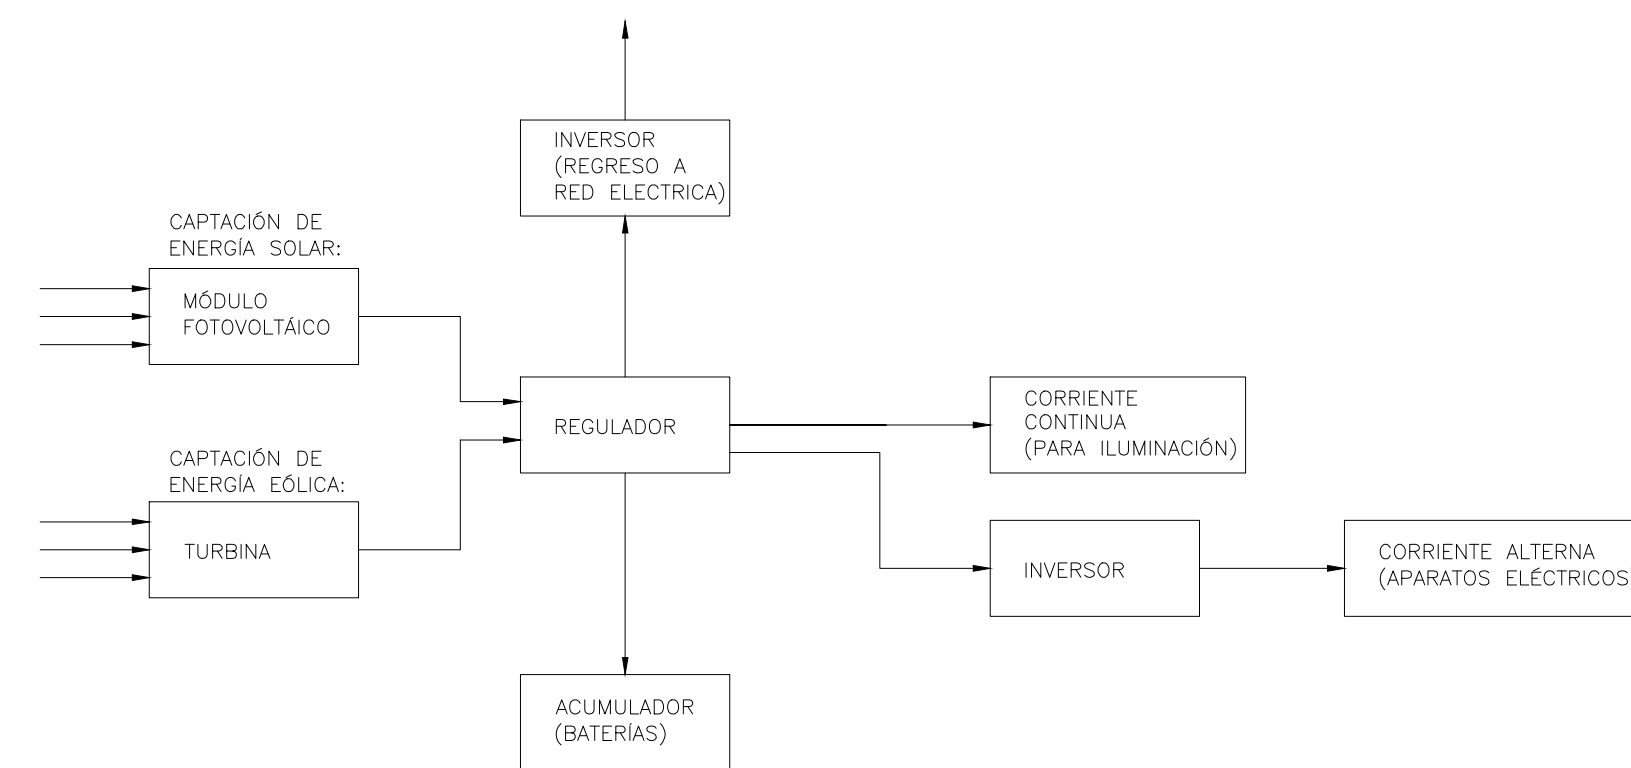 INVERSOR
(REGRESO A
RED ELECTRICA)
CAPTACIÓN DE
ENERGÍA SOLAR:
MÓDULO
FOTOVOLTÁICO
REGULADOR
CORRIENTE
CONTINUA
(PARA ILUMINACIÓN)
CAPTACIÓN DE
ENERGÍA EÓLICA:
TURBINA
INVERSOR
CORRIENTE ALTERNA
(APARATOS ELÉCTRICOS
ACUMULADOR
(BATERÍAS)